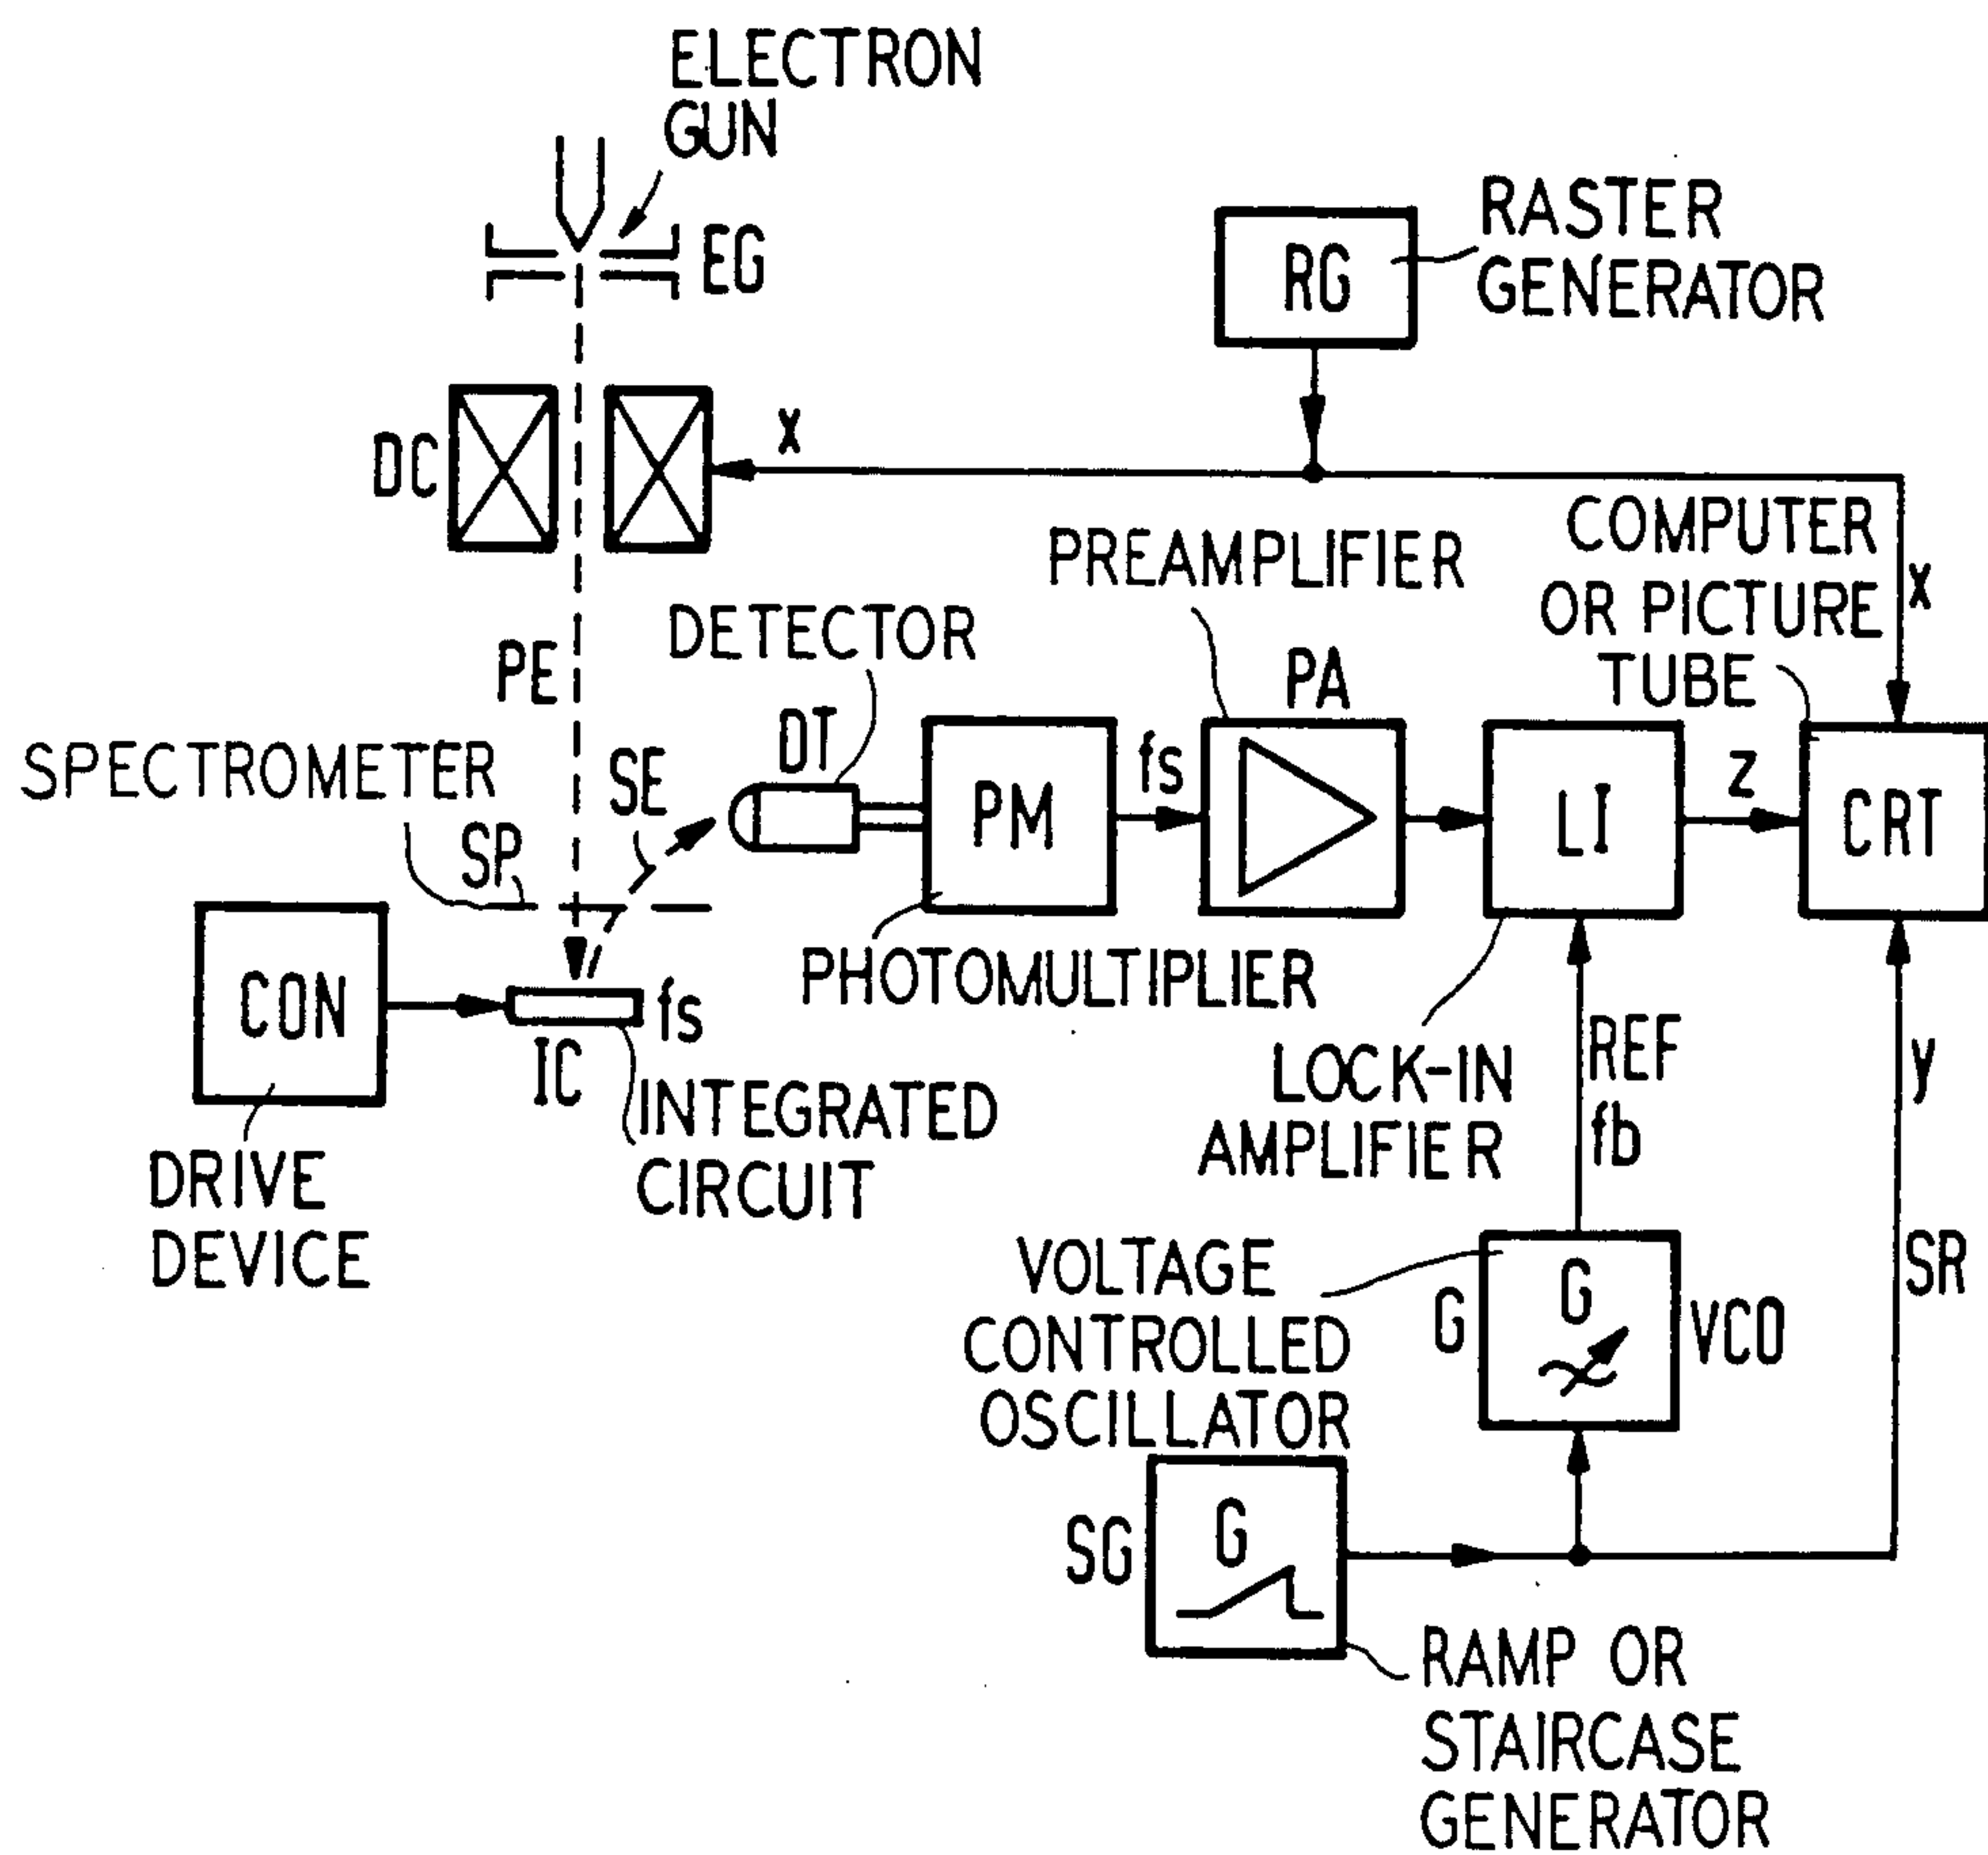 ELECTRON
GUN
EG
RASTER
GENERATOR
RG
DC
X
COMPUTER
OR PICTURE
TUBE
X
PREAMPLIFIER
DETECTOR
PE
PA
DT
SPECTROMETER
SE
SP
PM
fs
LI
Z
CRT
PHOTOMULTIPLIER
CON
fs
IC
INTEGRATED
CIRCUIT
LOCK-IN
AMPLIFIER
REF
fb
y
DRIVE
DEVICE
VOLTAGE
CONTROLLED
OSCILLATOR
G
G
VCO
SR
SG
G
RAMP OR
STAIRCASE
GENERATOR